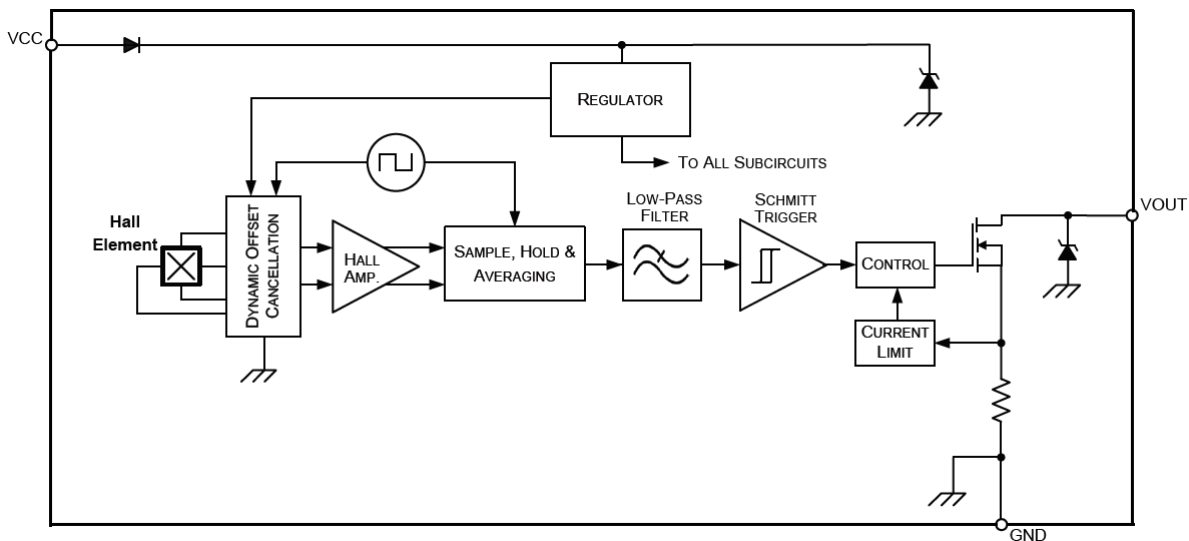 VCC
REGULATOR
TO ALL SUBCIRCUITS
Hall
Element
DYNAMIC OFFSET
CANCELLATION
HALL
AMP.
SAMPLE, HOLD &
AVERAGING
LOW-PASS
FILTER
SCHMITT
TRIGGER
CONTROL
CURRENT
LIMIT
VOUT
GND